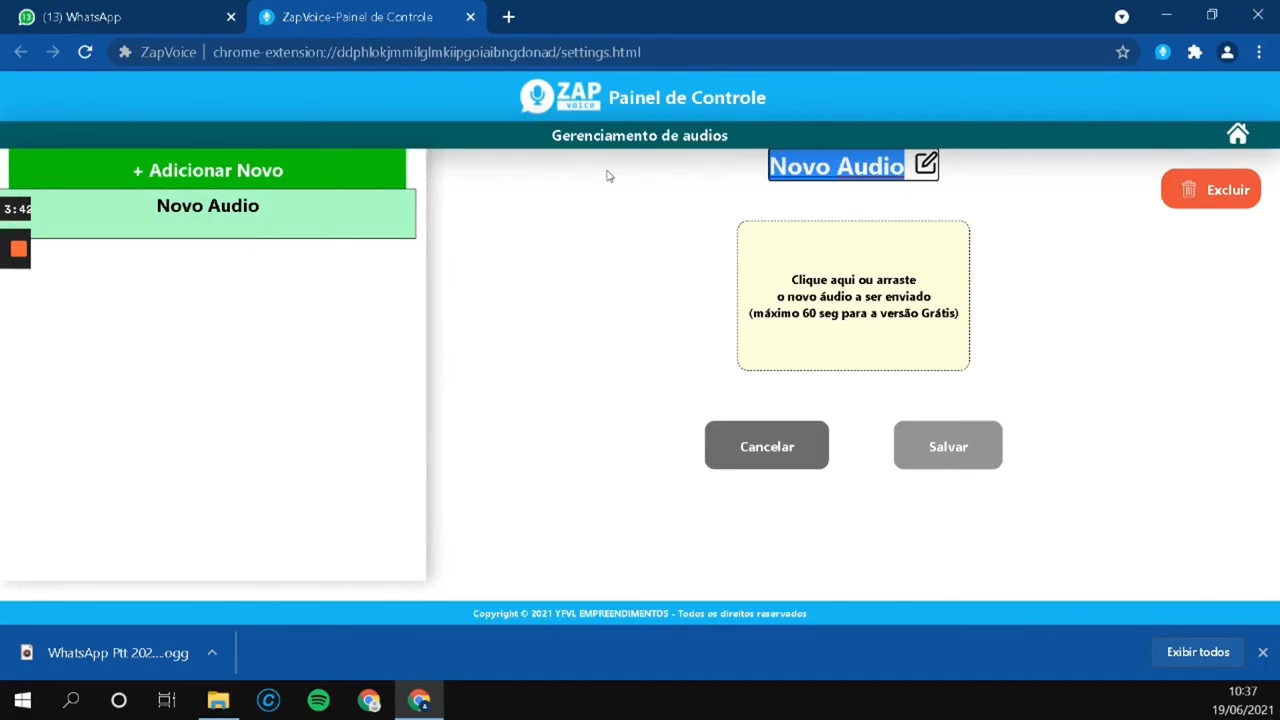 (13) WhatsApp
ZapVoice-Painel de Controle
ZapVoice
chrome-extension://ddphlokjmmilglmkiipgoiaibngdonad/settings.html
ZAP
voice
Painel de Controle
Gerenciamento de audios
+ Adicionar Novo
Novo Audio
Novo Audio
Excluir
3:42
Clique aqui ou arraste
o novo áudio a ser enviado
(máximo 60 seg para a versão Grátis)
Cancelar
Salvar
Copyright © 2021 YFVL EMPREENDIMENTOS - Todos os direitos reservados
WhatsApp Ptt 202....ogg
Exibir todos
10:37
19/06/2021